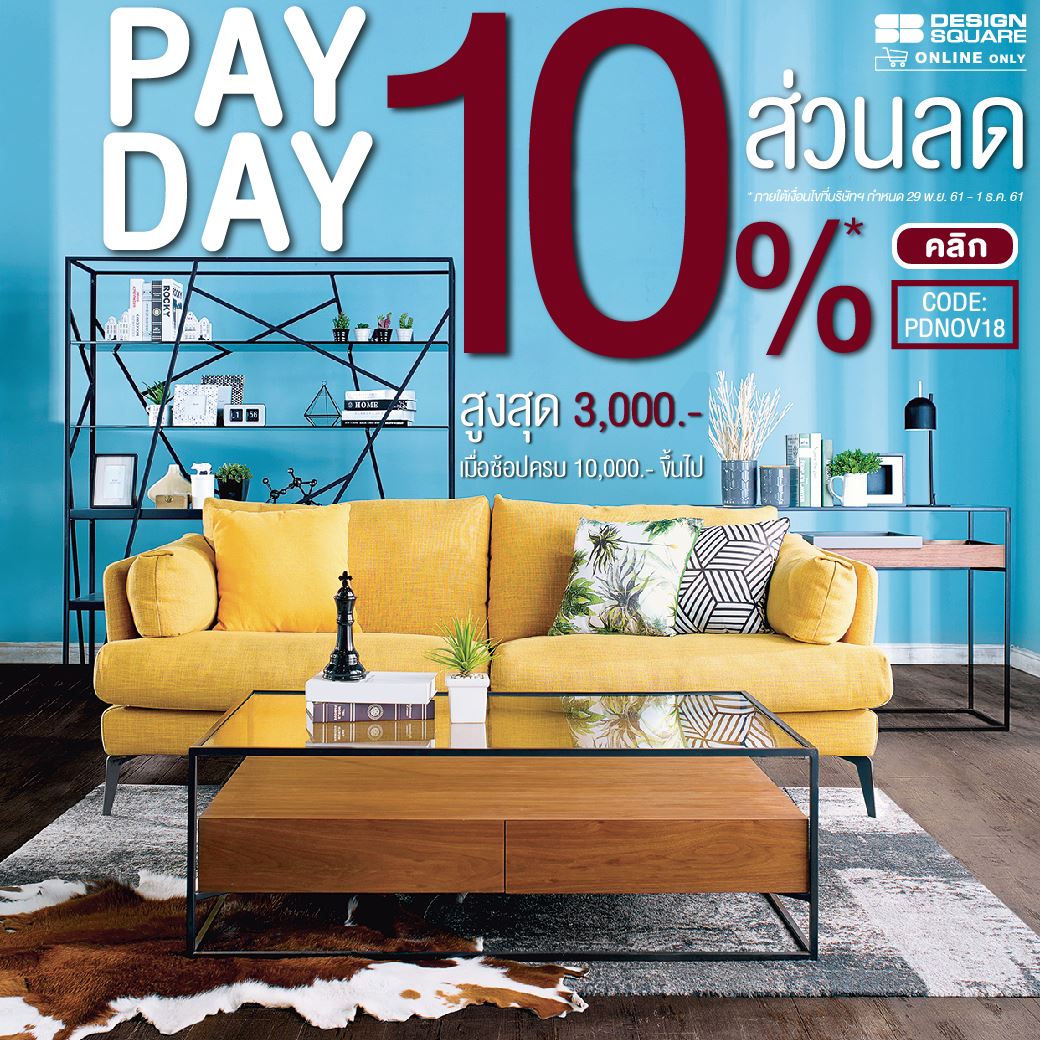 PAY
DAY
10%*
SB DESIGN
SQUARE
ONLINE ONLY
ส่วนลด
* ภายใต้เงื่อนไขที่บริษัทฯ กำหนด 29 พ.ย. 61 - 1 ธ.ค. 61
คลิก
CODE:
PDNOV18
สูงสุด 3,000.-
เมื่อช้อปครบ 10,000.- ขึ้นไป
ROCKY
HOME